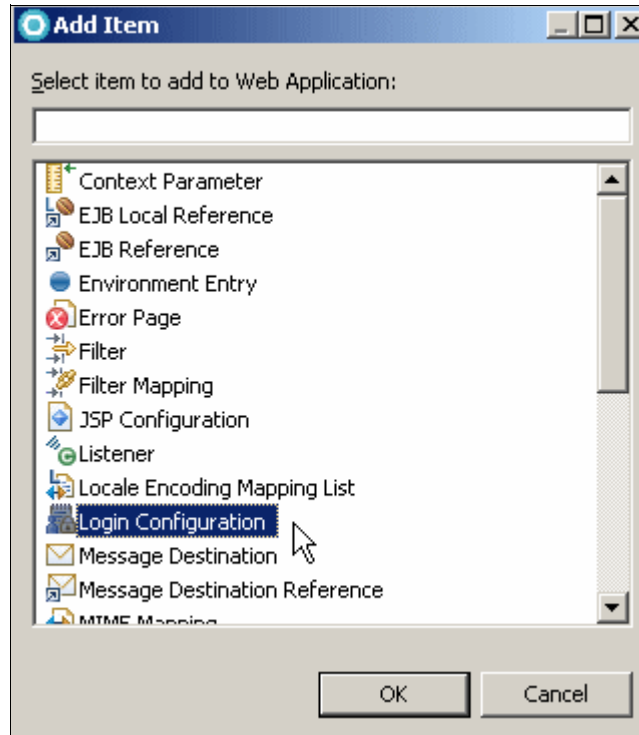 Add Item
Select item to add to Web Application:
Context Parameter
EJB Local Reference
EJB Reference
Environment Entry
Error Page
Filter
Filter Mapping
JSP Configuration
Listener
Locale Encoding Mapping List
Login Configuration
Message Destination
Message Destination Reference
MIME Mapping
OK Cancel